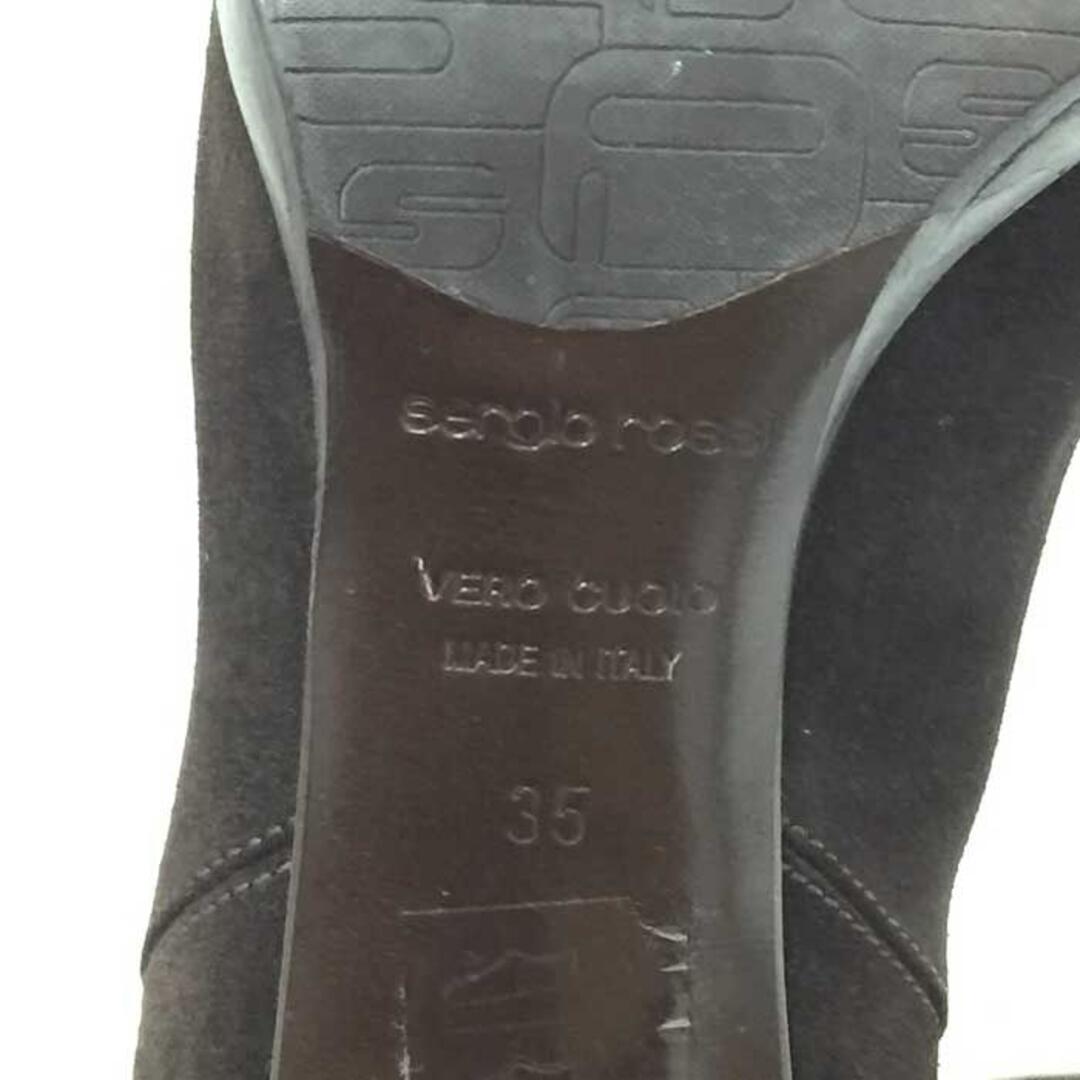 sergio rossi
VERO CUOIO
MADE IN ITALY
35